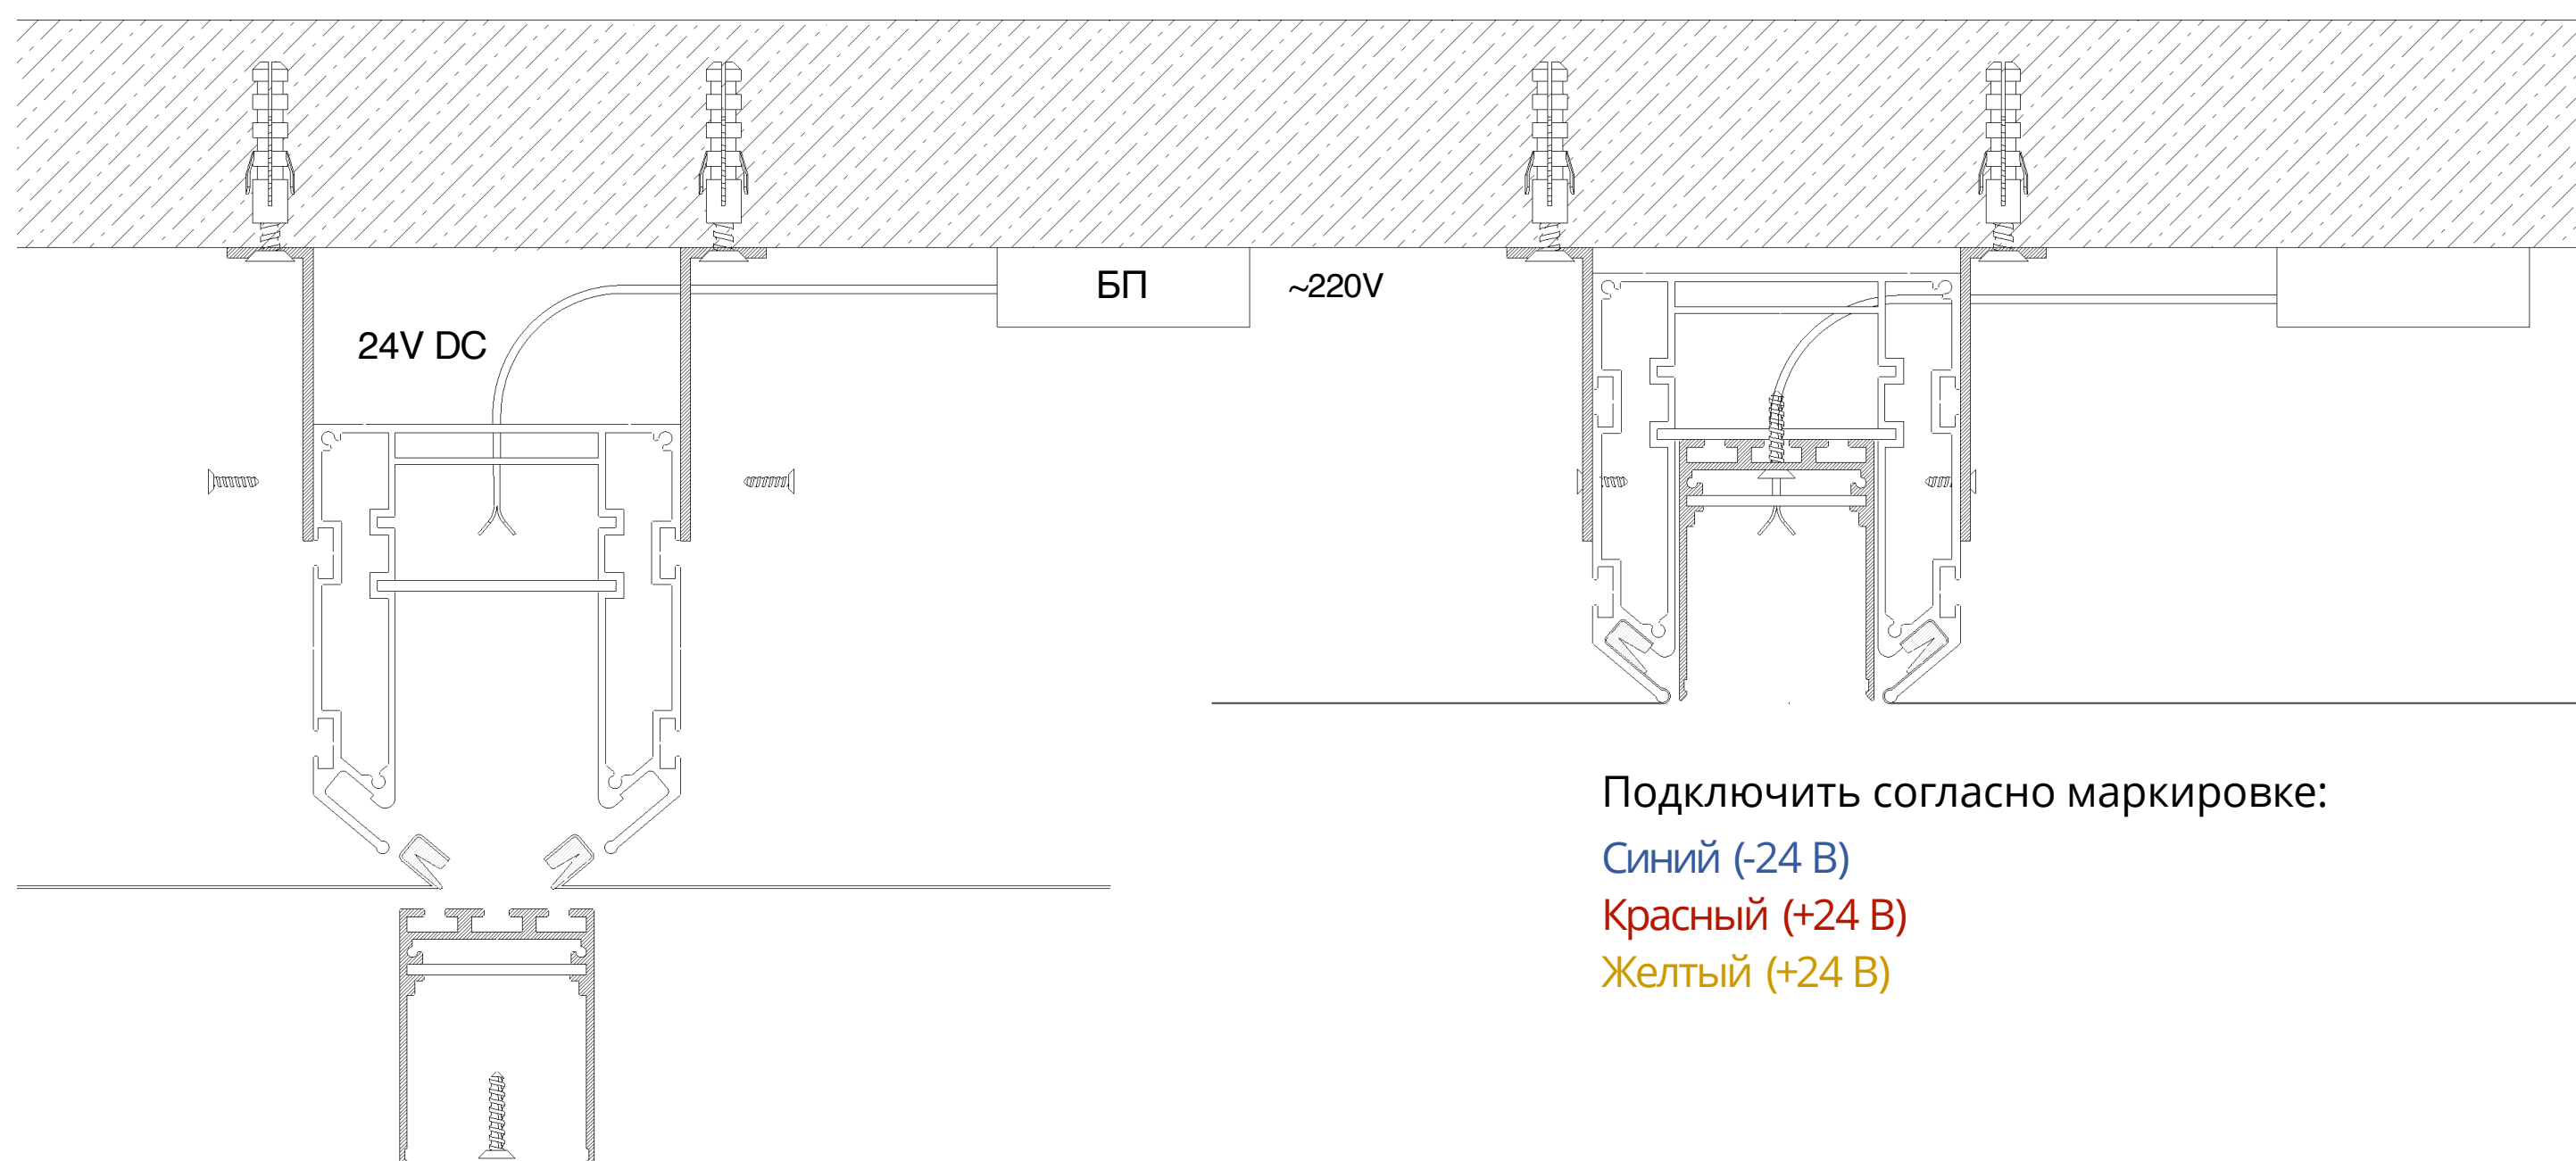 БП
~220V
24V DC
Подключить согласно маркировке:
Синий (-24 В)
Красный (+24 В)
Желтый (+24 В)